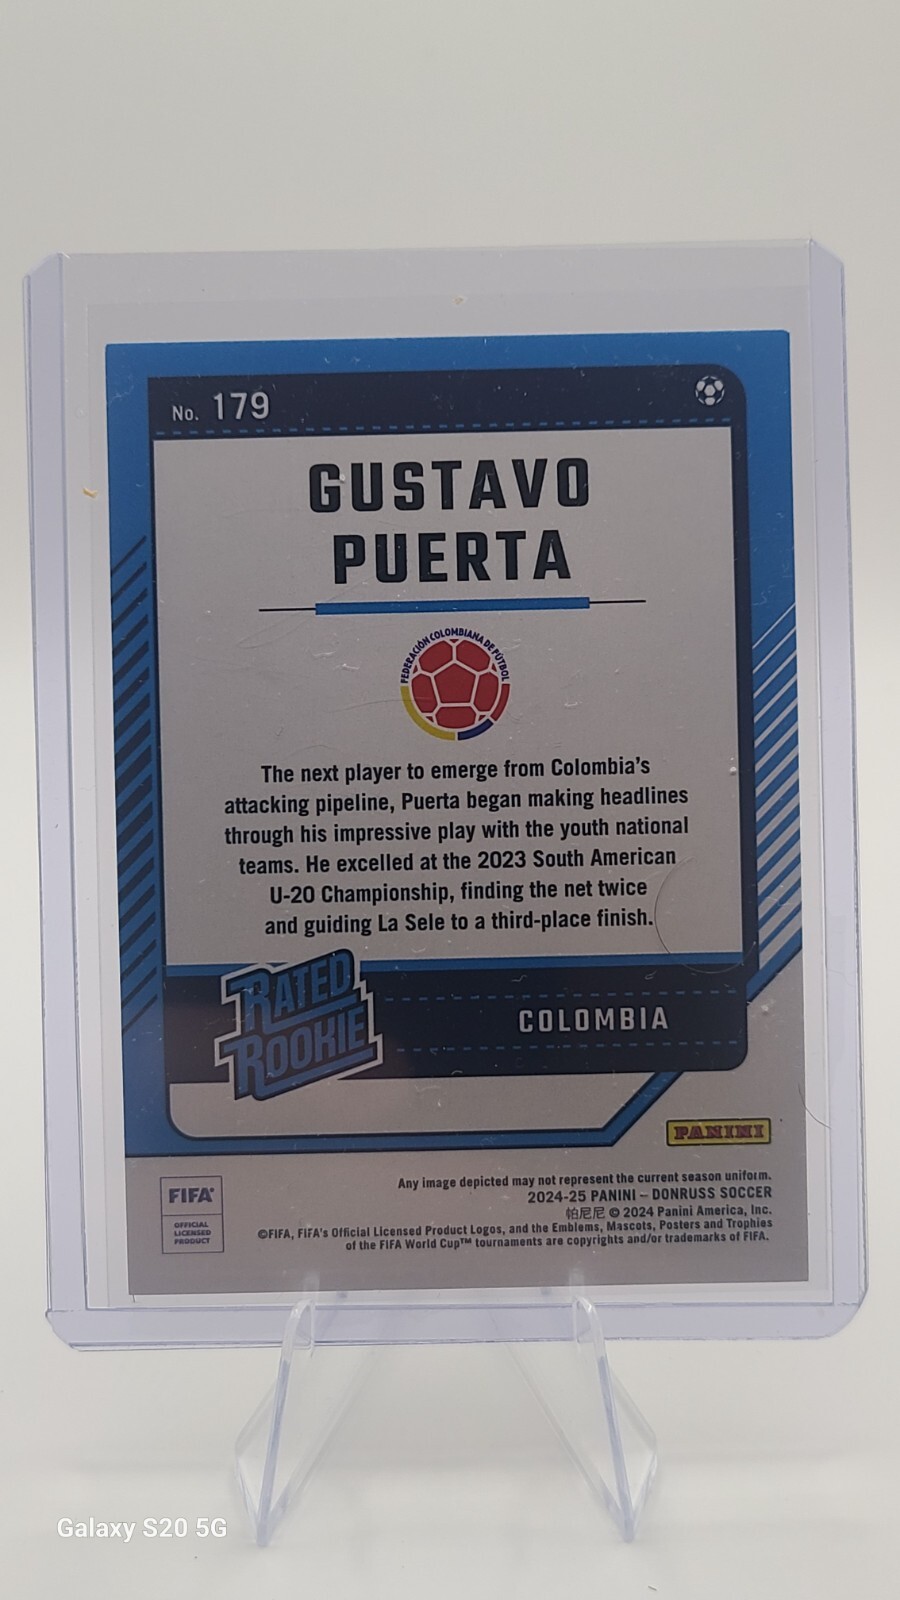 No. 179
GUSTAVO
PUERTA
FEDERACIÓN COLOMBIANA DE FÚTBOL
The next player to emerge from Colombia's
attacking pipeline, Puerta began making headlines
through his impressive play with the youth national
teams. He excelled at the 2023 South American
U-20 Championship, finding the net twice
and guiding La Sele to a third-place finish.
RATED
ROOKIE
COLOMBIA
PANINI
FIFA®
OFFICIAL
LICENSED
PRODUCT
Any image depicted may not represent the current season uniform.
2024-25 PANINI – DONRUSS SOCCER
帕尼尼 © 2024 Panini America, Inc.
©FIFA, FIFA's Official Licensed Product Logos, and the Emblems, Mascots, Posters and Trophies
of the FIFA World Cup™ tournaments are copyrights and/or trademarks of FIFA.
Galaxy S20 5G